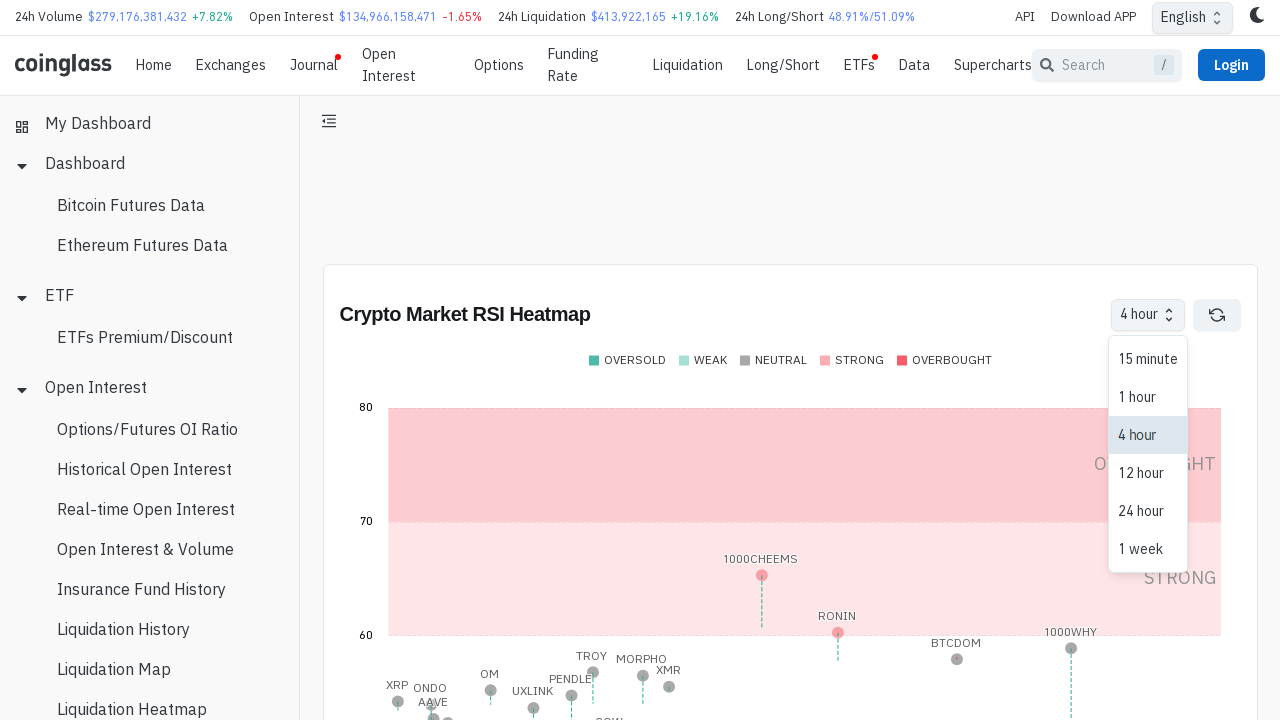 24h Volume $279,176,381,432 +7.82% Open Interest $134,966,158,471 -1.65% 24h Liquidation $413,922,165 +19.16% 24h Long/Short 48.91%/51.09% API Download APP English
coinglass Home Exchanges Journal Open Interest Options Funding Rate Liquidation Long/Short ETFs Data Supercharts Search / Login
My Dashboard
Dashboard
Bitcoin Futures Data
Ethereum Futures Data
ETF
ETFs Premium/Discount
Open Interest
Options/Futures OI Ratio
Historical Open Interest
Real-time Open Interest
Open Interest & Volume
Insurance Fund History
Liquidation History
Liquidation Map
Liquidation Heatmap
Crypto Market RSI Heatmap
4 hour
15 minute
1 hour
4 hour
12 hour
24 hour
1 week
OVERSOLD WEAK NEUTRAL STRONG OVERBOUGHT
80
70
STRONG
1000CHEEMS
RONIN
60
1000WHY
BTCDOM
TROY
MORPHO
XMR
OM
PENDLE
XRP
ONDO
UXLINK
AAVE